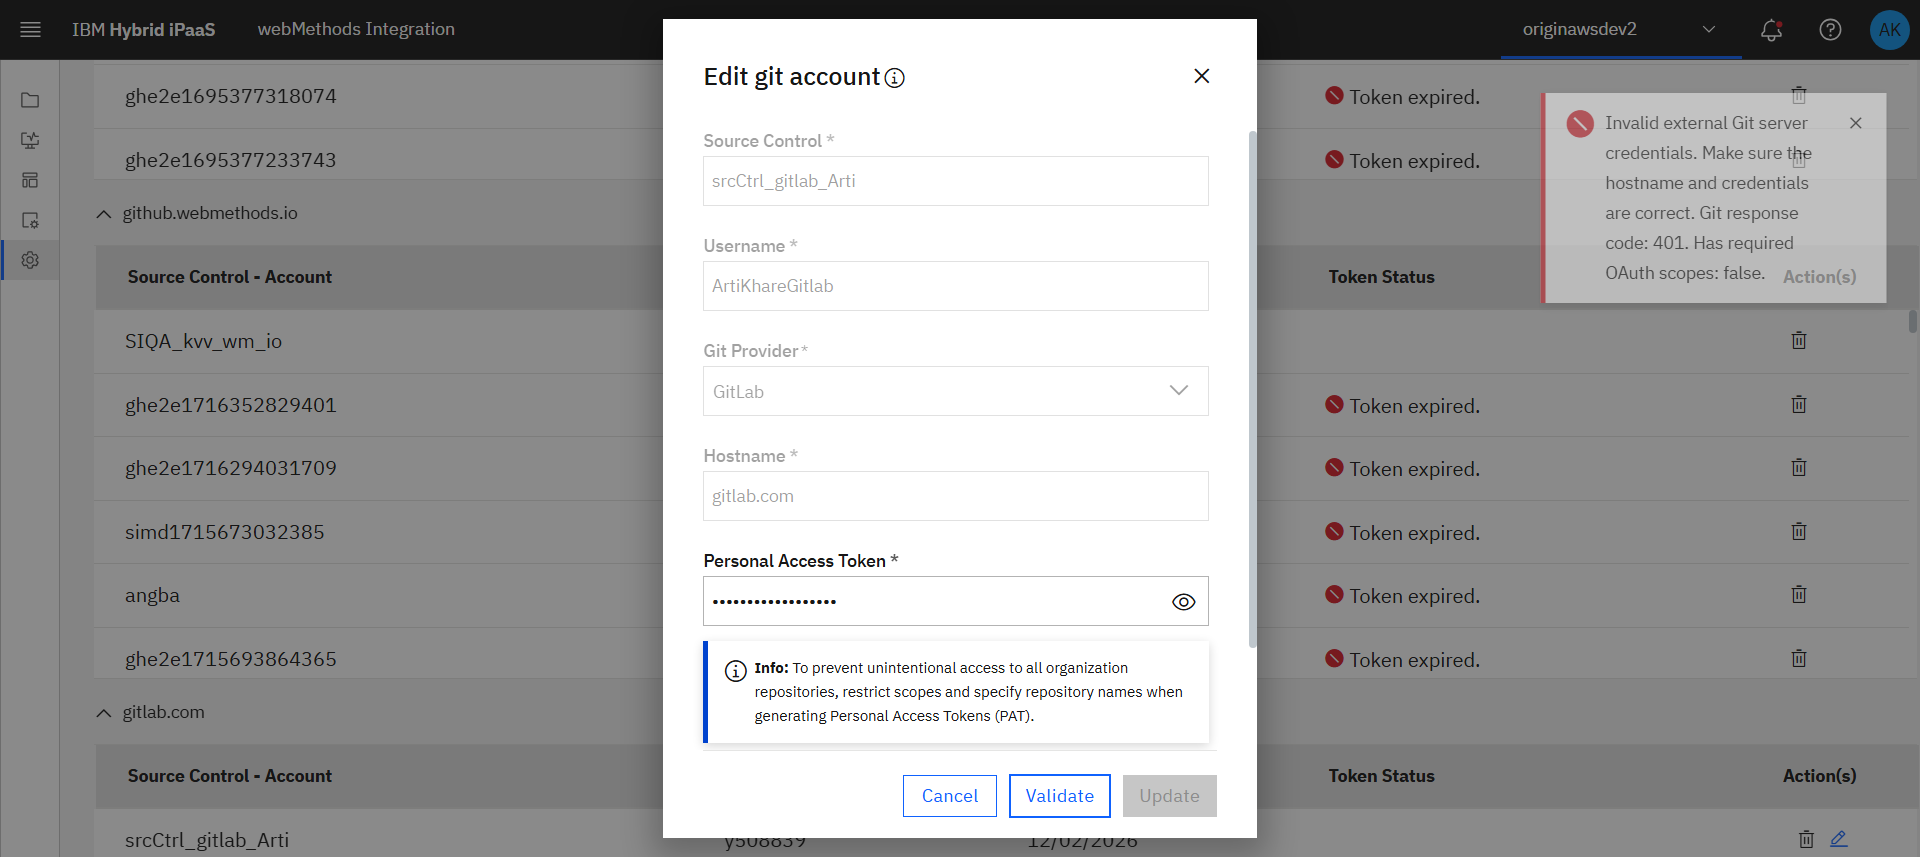 IBM Hybrid iPaaS
webMethods Integration
originawsdev2
AK
ghe2e1695377318074
Token expired.
ghe2e1695377233743
Token expired.
github.webmethods.io
Source Control - Account
Token Status
Action(s)
SIQA_kvv_wm_io
ghe2e1716352829401
Token expired.
ghe2e1716294031709
Token expired.
simd1715673032385
Token expired.
angba
Token expired.
ghe2e1715693864365
Token expired.
gitlab.com
Source Control - Account
Token Status
Action(s)
srcCtrl_gitlab_Arti
y508839
12/02/2026
Edit git account
Source Control *
srcCtrl_gitlab_Arti
Username *
ArtiKhareGitlab
Git Provider *
GitLab
Hostname *
gitlab.com
Personal Access Token *
••••••••••••••••••
Info: To prevent unintentional access to all organization
repositories, restrict scopes and specify repository names when
generating Personal Access Tokens (PAT).
Cancel
Validate
Update
Invalid external Git server
credentials. Make sure the
hostname and credentials
are correct. Git response
code: 401. Has required
OAuth scopes: false.